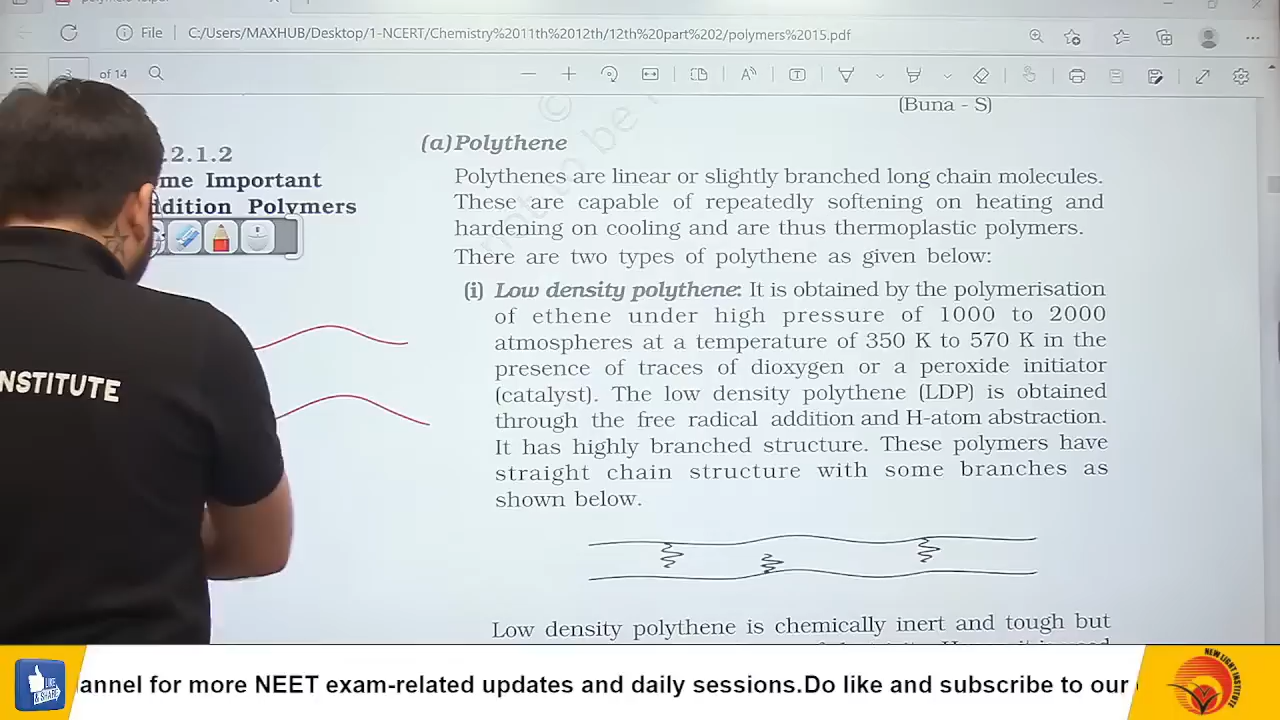 File
C:/Users/MAXHUB/Desktop/1-NCERT/Chemistry%2011th%2012th/12th%20part%202/polymers%2015.pdf
3 of 14
(Buna - S)
.2.1.2
me Important
dition Polymers
(a) Polythene
Polythenes are linear or slightly branched long chain molecules.
These are capable of repeatedly softening on heating and
hardening on cooling and are thus thermoplastic polymers.
There are two types of polythene as given below:
(i) Low density polythene: It is obtained by the polymerisation
of ethene under high pressure of 1000 to 2000
atmospheres at a temperature of 350 K to 570 K in the
presence of traces of dioxygen or a peroxide initiator
(catalyst). The low density polythene (LDP) is obtained
through the free radical addition and H-atom abstraction.
It has highly branched structure. These polymers have
straight chain structure with some branches as
shown below.
Low density polythene is chemically inert and tough but
NSTITUTE
LIKE
& SHARE
annel for more NEET exam-related updates and daily sessions.Do like and subscribe to our
NEW LIGHT INSTITUTE